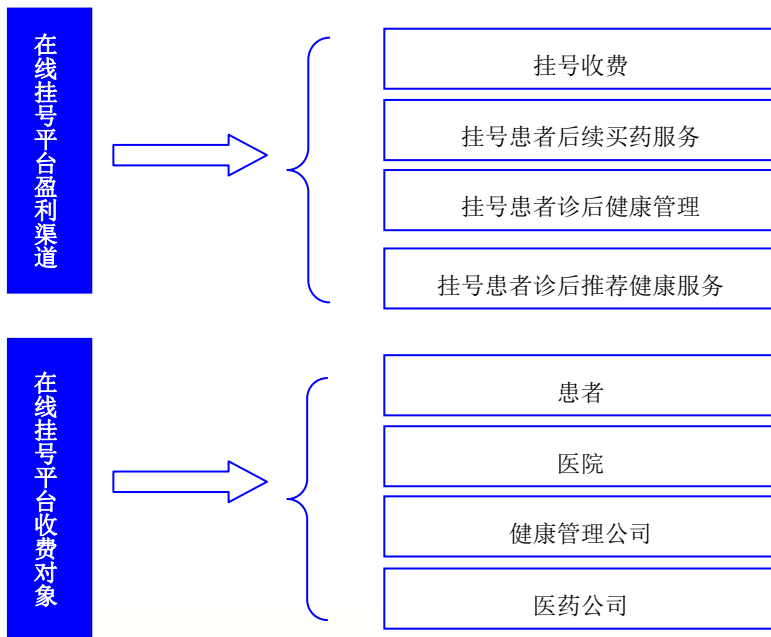 在线挂号平台盈利渠道
挂号收费
挂号患者后续买药服务
挂号患者诊后健康管理
挂号患者诊后推荐健康服务
在线挂号平台收费对象
患者
医院
健康管理公司
医药公司